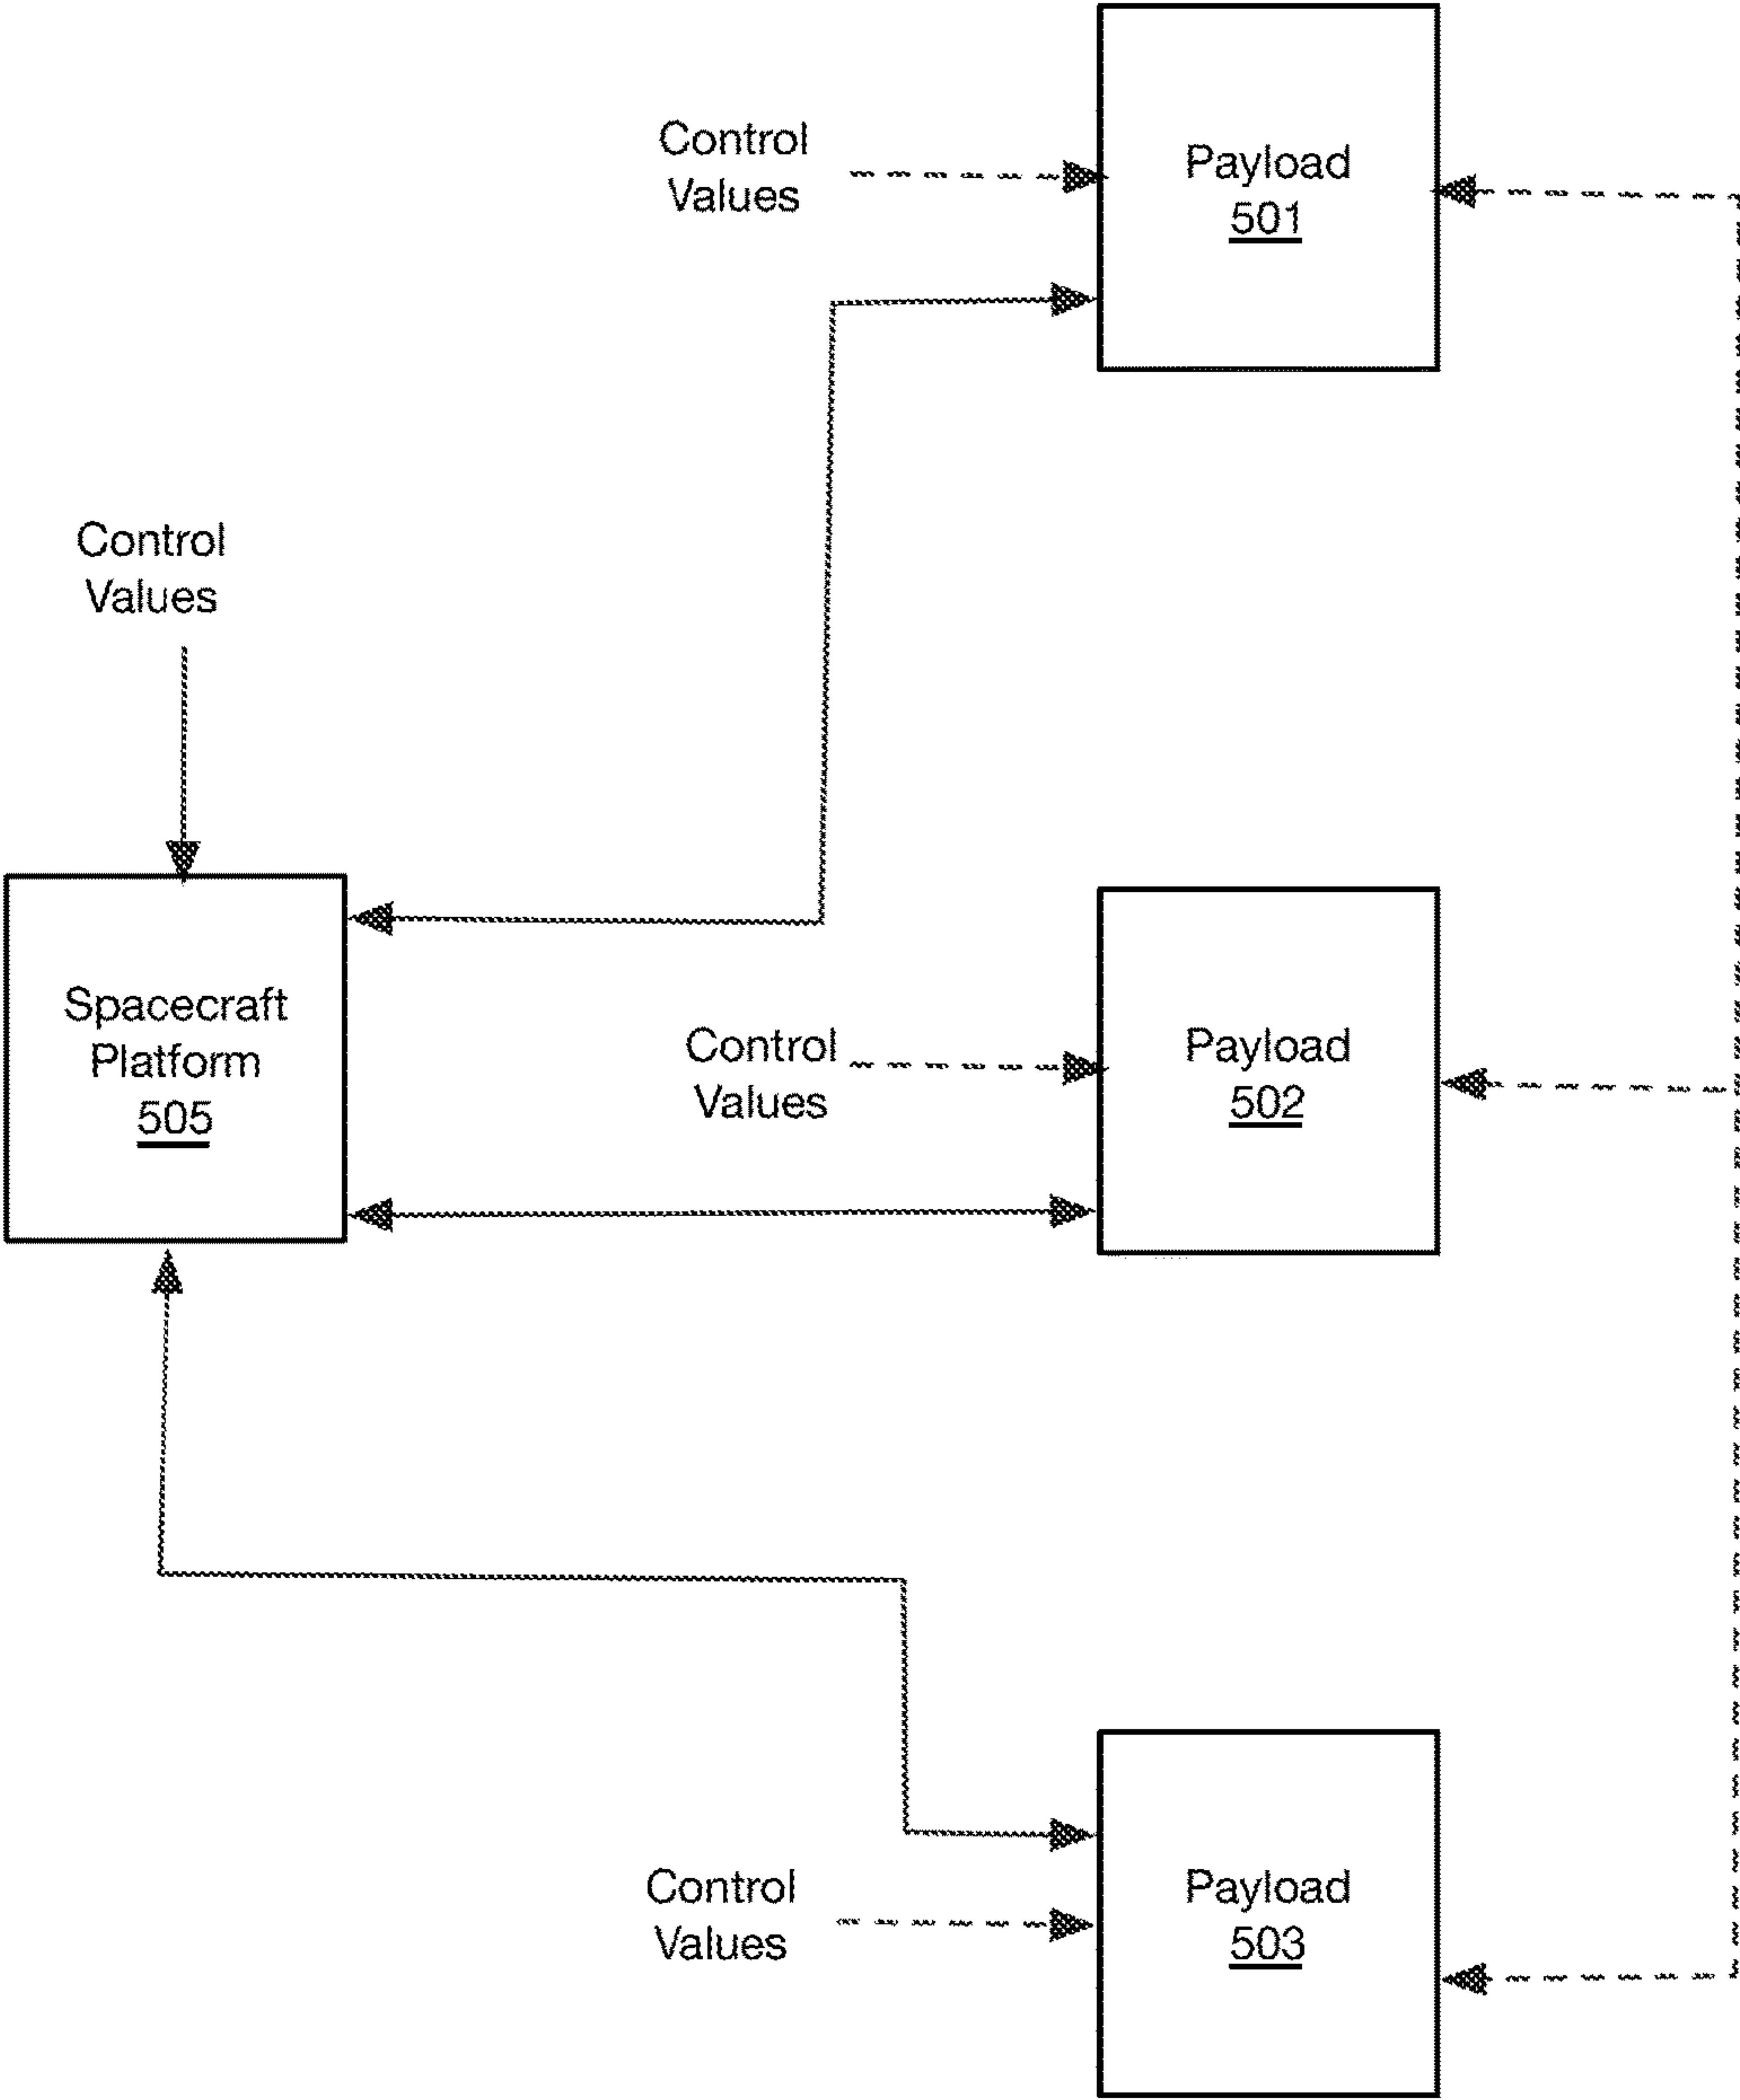 Control
Values
Payload
501
Control
Values
Spacecraft
Platform
505
Control
Values
Payload
502
Control
Values
Payload
503